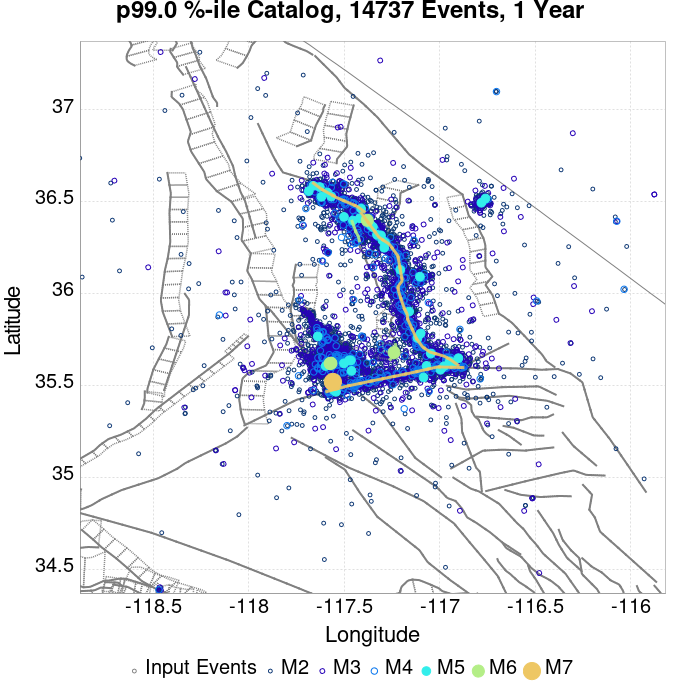 p99.0 %-ile Catalog, 14737 Events, 1 Year
37
36.5
36
35.5
35
34.5
Latitude
-118.5 -118 -117.5 -117 -116.5 -116
Longitude
Input Events M2 M3 M4 M5 M6 M7